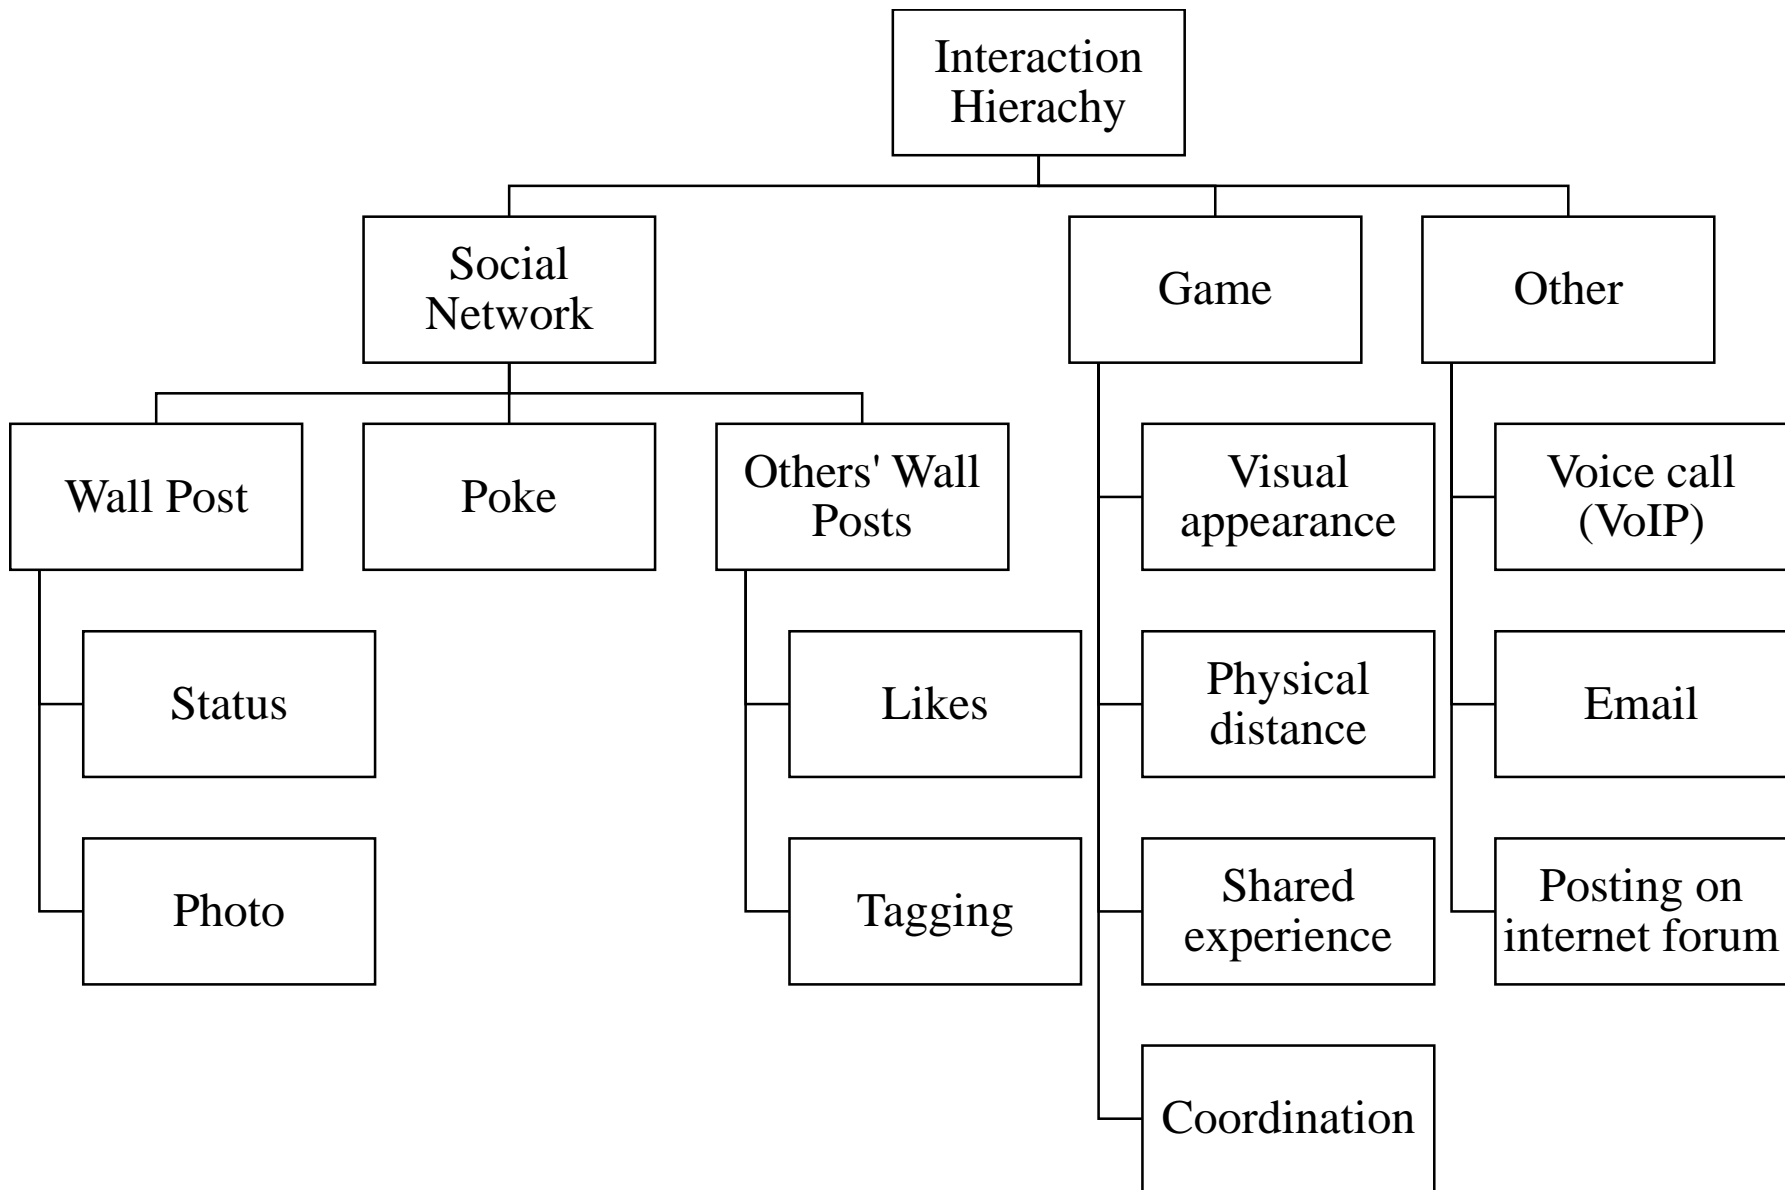 Interaction
Hierachy
Social
Network
Game
Other
Wall Post
Poke
Others' Wall
Posts
Visual
appearance
Voice call
(VoIP)
Status
Likes
Physical
distance
Email
Photo
Tagging
Shared
experience
Posting on
internet forum
Coordination